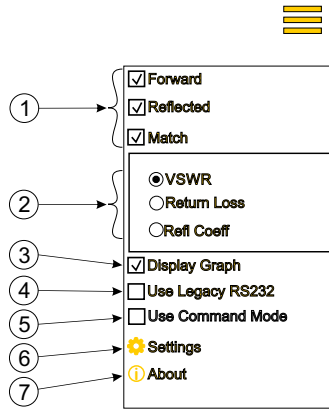 1
Forward
Reflected
Match
2
VSWR
Return Loss
Refl Coeff
3
Display Graph
4
Use Legacy RS232
5
Use Command Mode
6
Settings
7
About